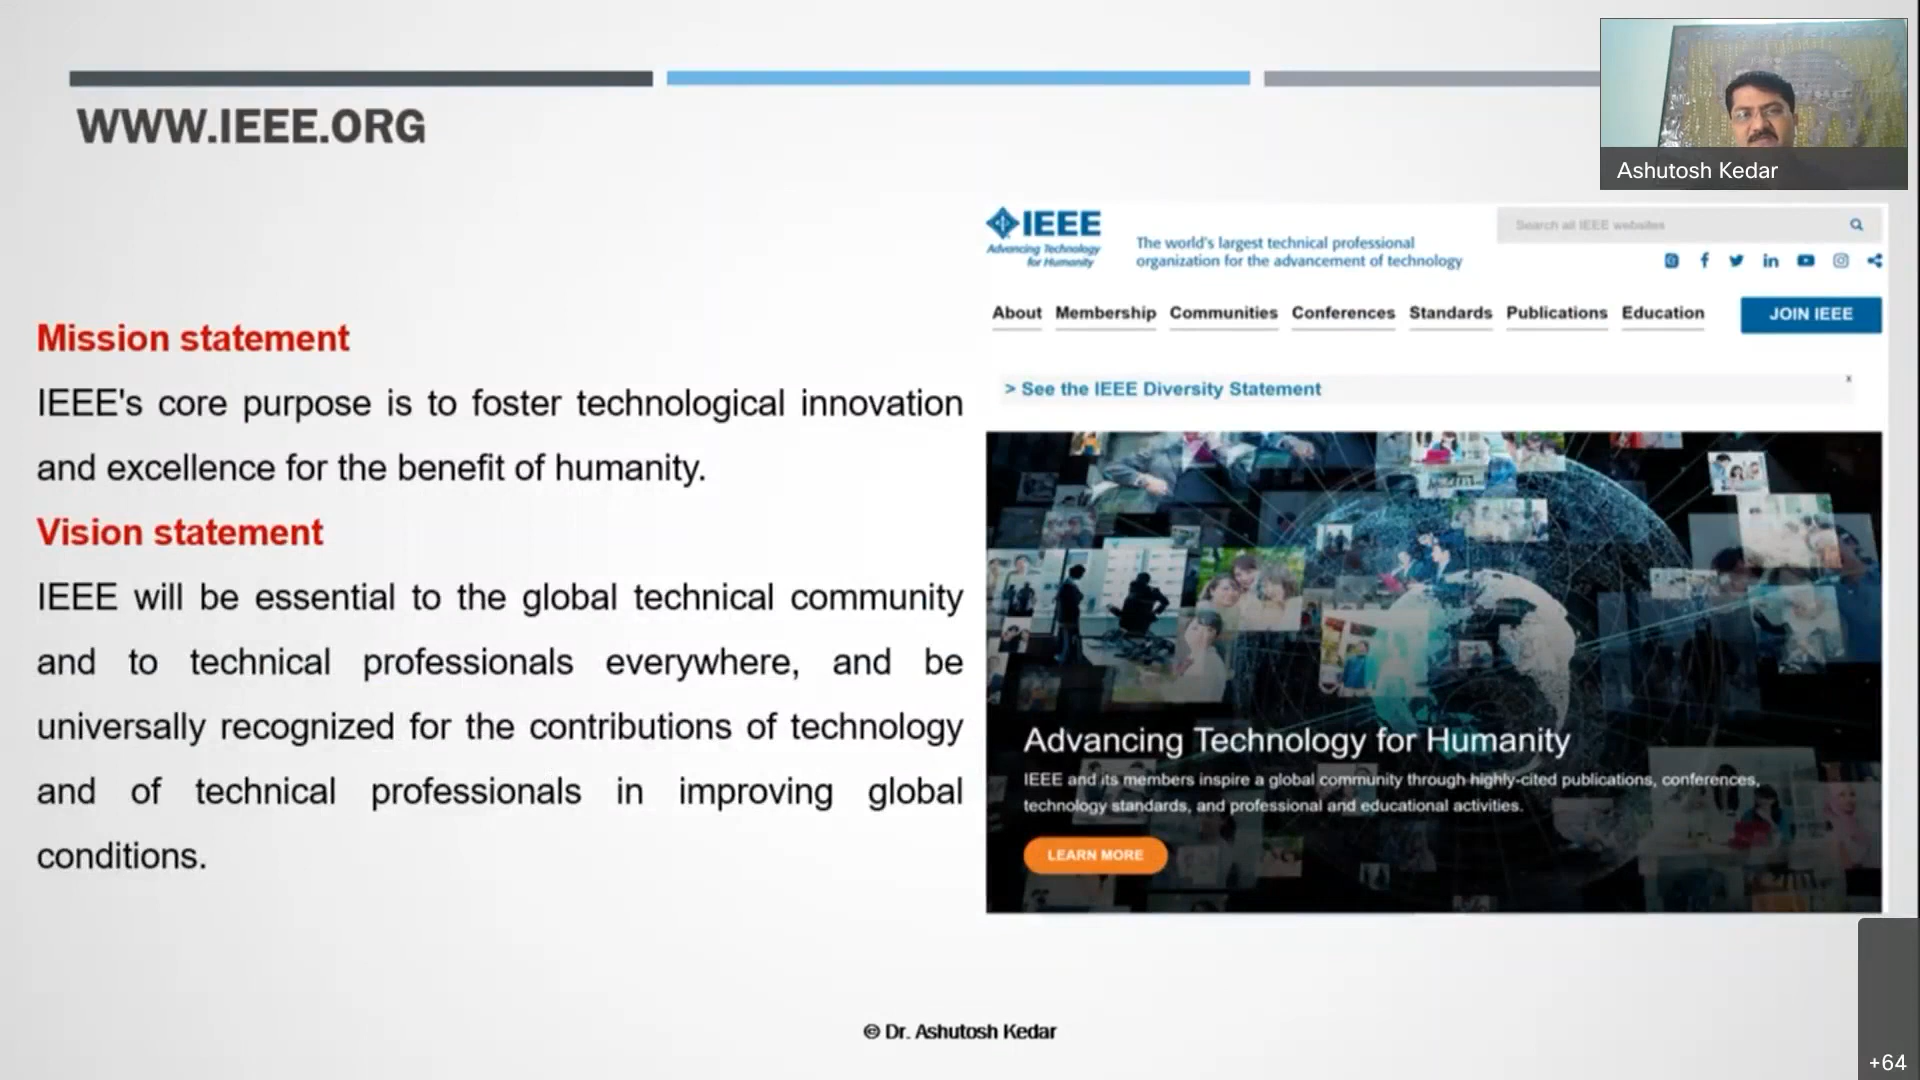 WWW.IEEE.ORG
Ashutosh Kedar
Mission statement
IEEE's core purpose is to foster technological innovation
and excellence for the benefit of humanity.
Vision statement
IEEE will be essential to the global technical community
and to technical professionals everywhere, and be
universally recognized for the contributions of technology
and of technical professionals in improving global
conditions.
IEEE
Advancing Technology
for Humanity
The world's largest technical professional
organization for the advancement of technology
Search all IEEE websites
About Membership Communities Conferences Standards Publications Education JOIN IEEE
> See the IEEE Diversity Statement x
Advancing Technology for Humanity
IEEE and its members inspire a global community through highly-cited publications, conferences,
technology standards, and professional and educational activities.
LEARN MORE
© Dr. Ashutosh Kedar
+64